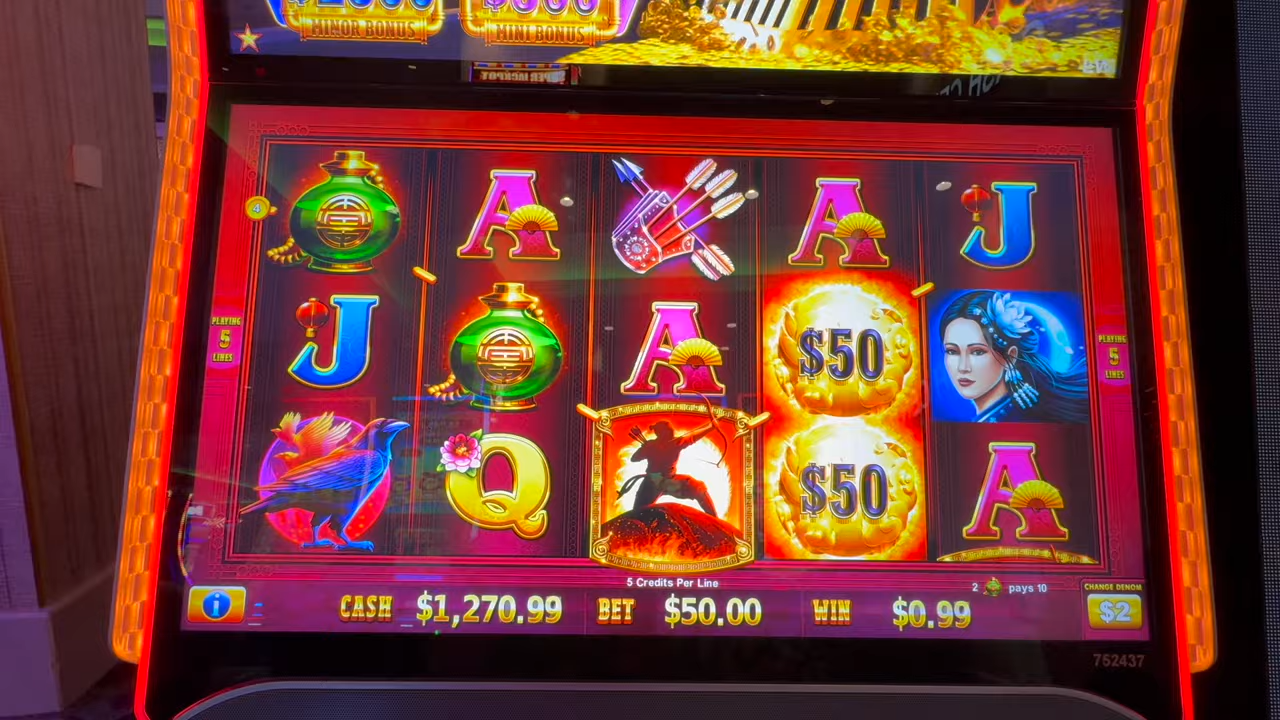 MINOR BONUS
MINI BONUS
4
A
A
J
PLAYING
5
LINES
J
A
$50
PLAYING
5
LINES
Q
$50
A
5 Credits Per Line
2
pays 10
CHANGE DENOM
$2
i
CASH $1,270.99
BET $50.00
WIN $0.99
752437